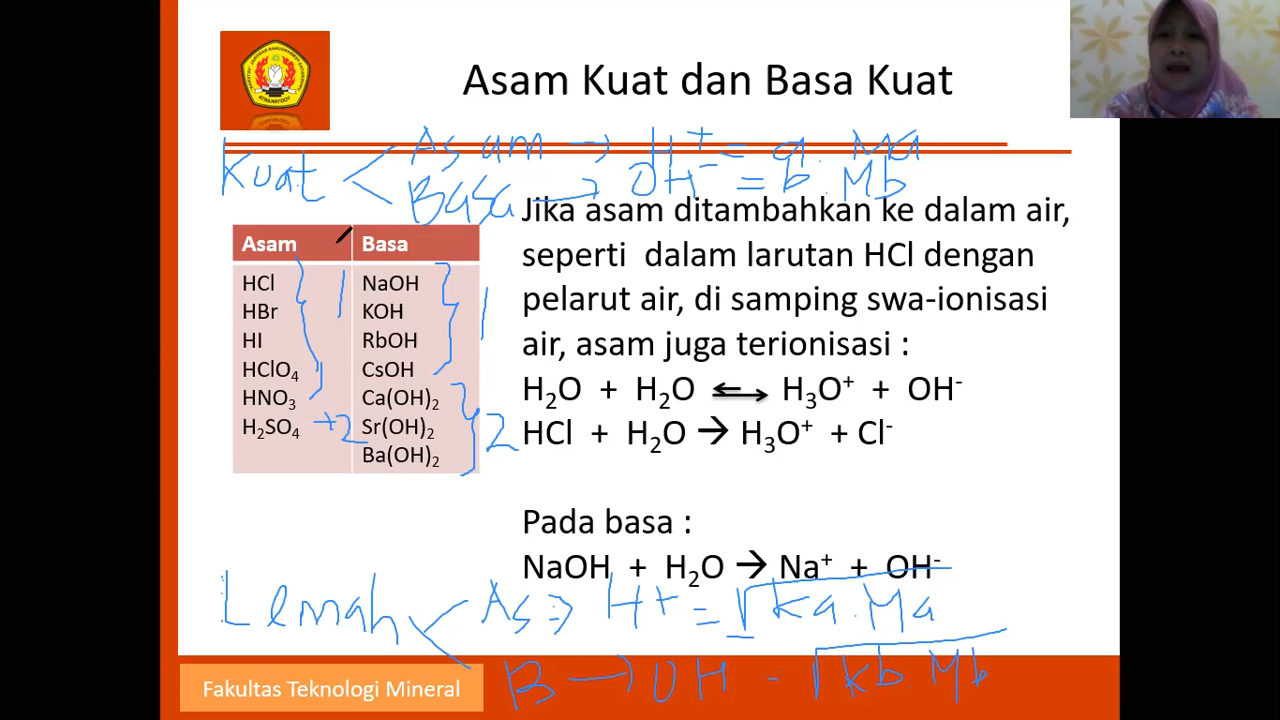 Asam Kuat dan Basa Kuat
Kuat < Asam → H⁺ = a . Ma
Basa → OH⁻ = b . Mb
Jika asam ditambahkan ke dalam air,
seperti dalam larutan HCl dengan
pelarut air, di samping swa-ionisasi
air, asam juga terionisasi :
H₂O + H₂O ⟷ H₃O⁺ + OH⁻
HCl + H₂O → H₃O⁺ + Cl⁻
Pada basa :
NaOH + H₂O → Na⁺ + OH⁻
Asam Basa
HCl NaOH
HBr KOH
HI RbOH
HClO₄ CsOH
HNO₃ Ca(OH)₂
H₂SO₄ Sr(OH)₂
Ba(OH)₂
} 1
} 1
+2
} 2
Lemah < As ⇒ H+ = √Ka . Ma
B → OH - √Kb . Mb
Fakultas Teknologi Mineral